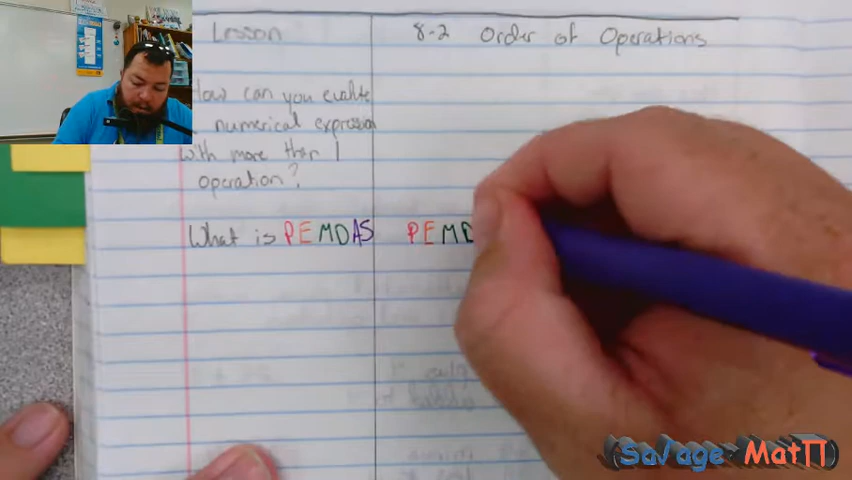 Lesson
8-2 Order of Operations
How can you evalute
numerical expression
with more than 1
operation?
What is PEMDAS
PEMD
Savage MatΠ